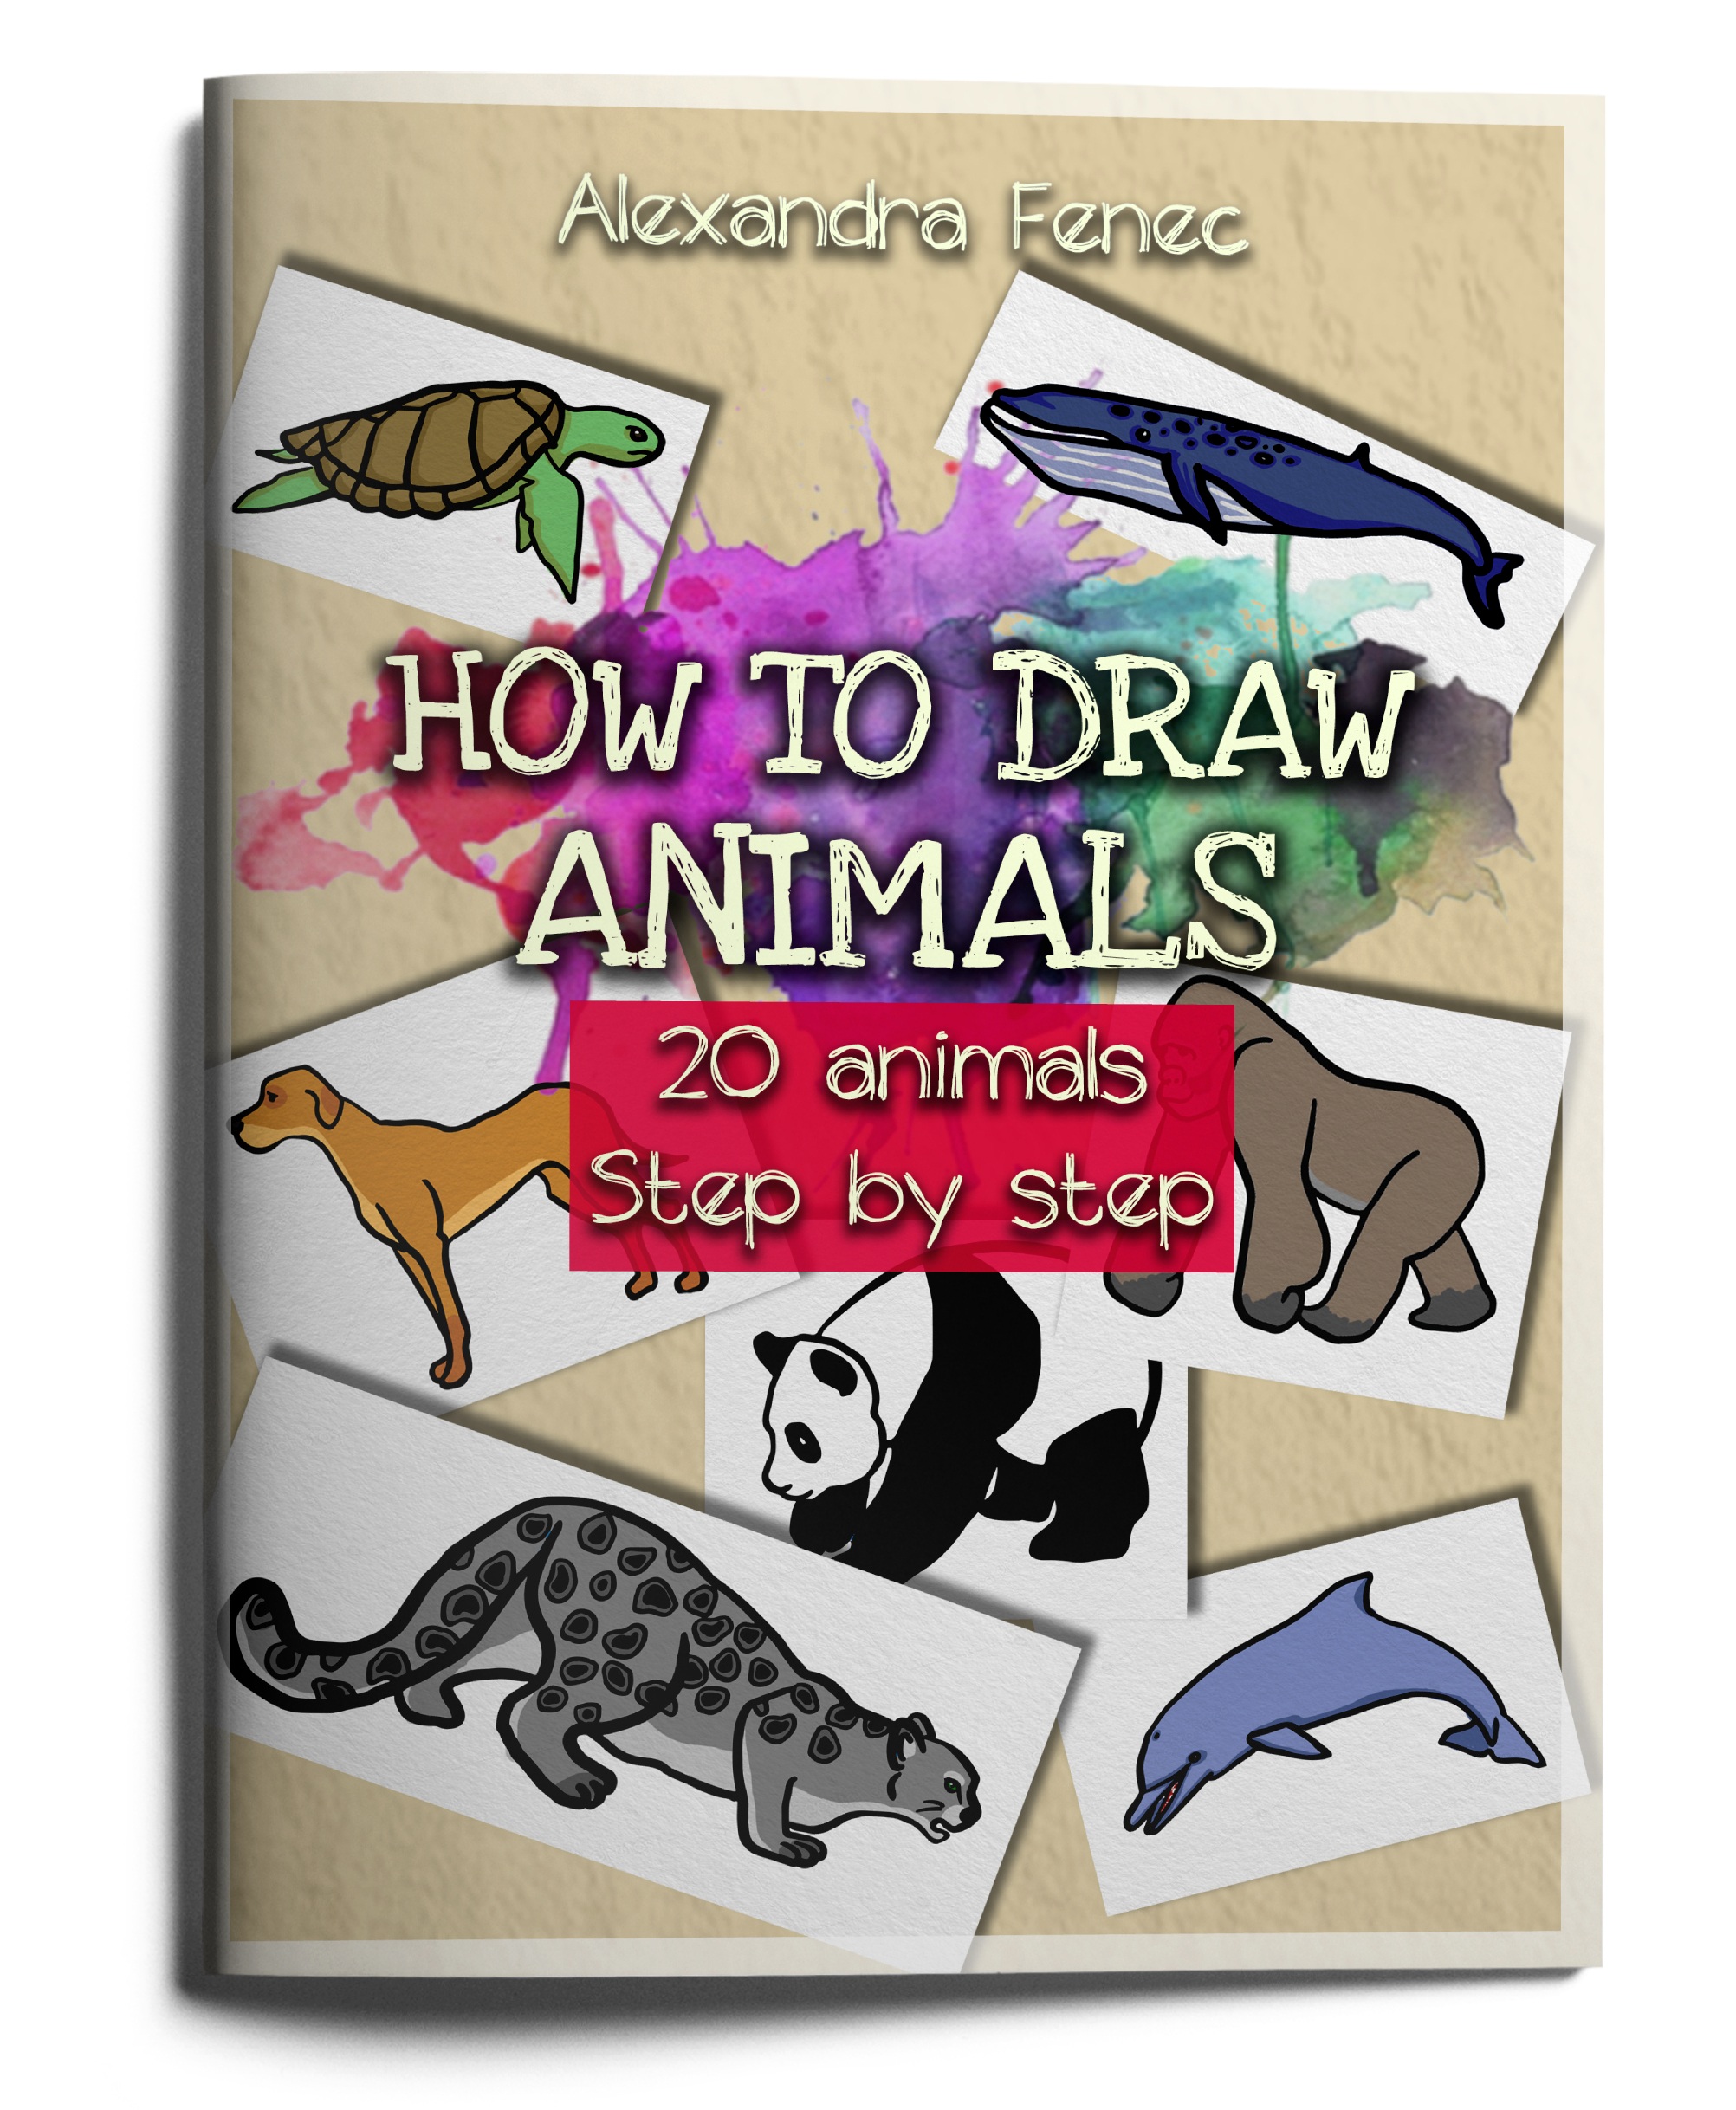 Alexandra Fenec
HOW TO DRAW
ANIMALS
20 animals
Step by step